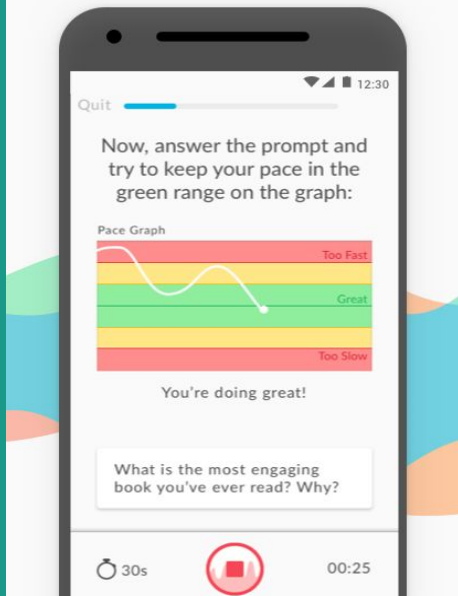 12:30
Quit
Now, answer the prompt and
try to keep your pace in the
green range on the graph:
Pace Graph
Too Fast
Great
Too Slow
You're doing great!
What is the most engaging
book you've ever read? Why?
30s
00:25